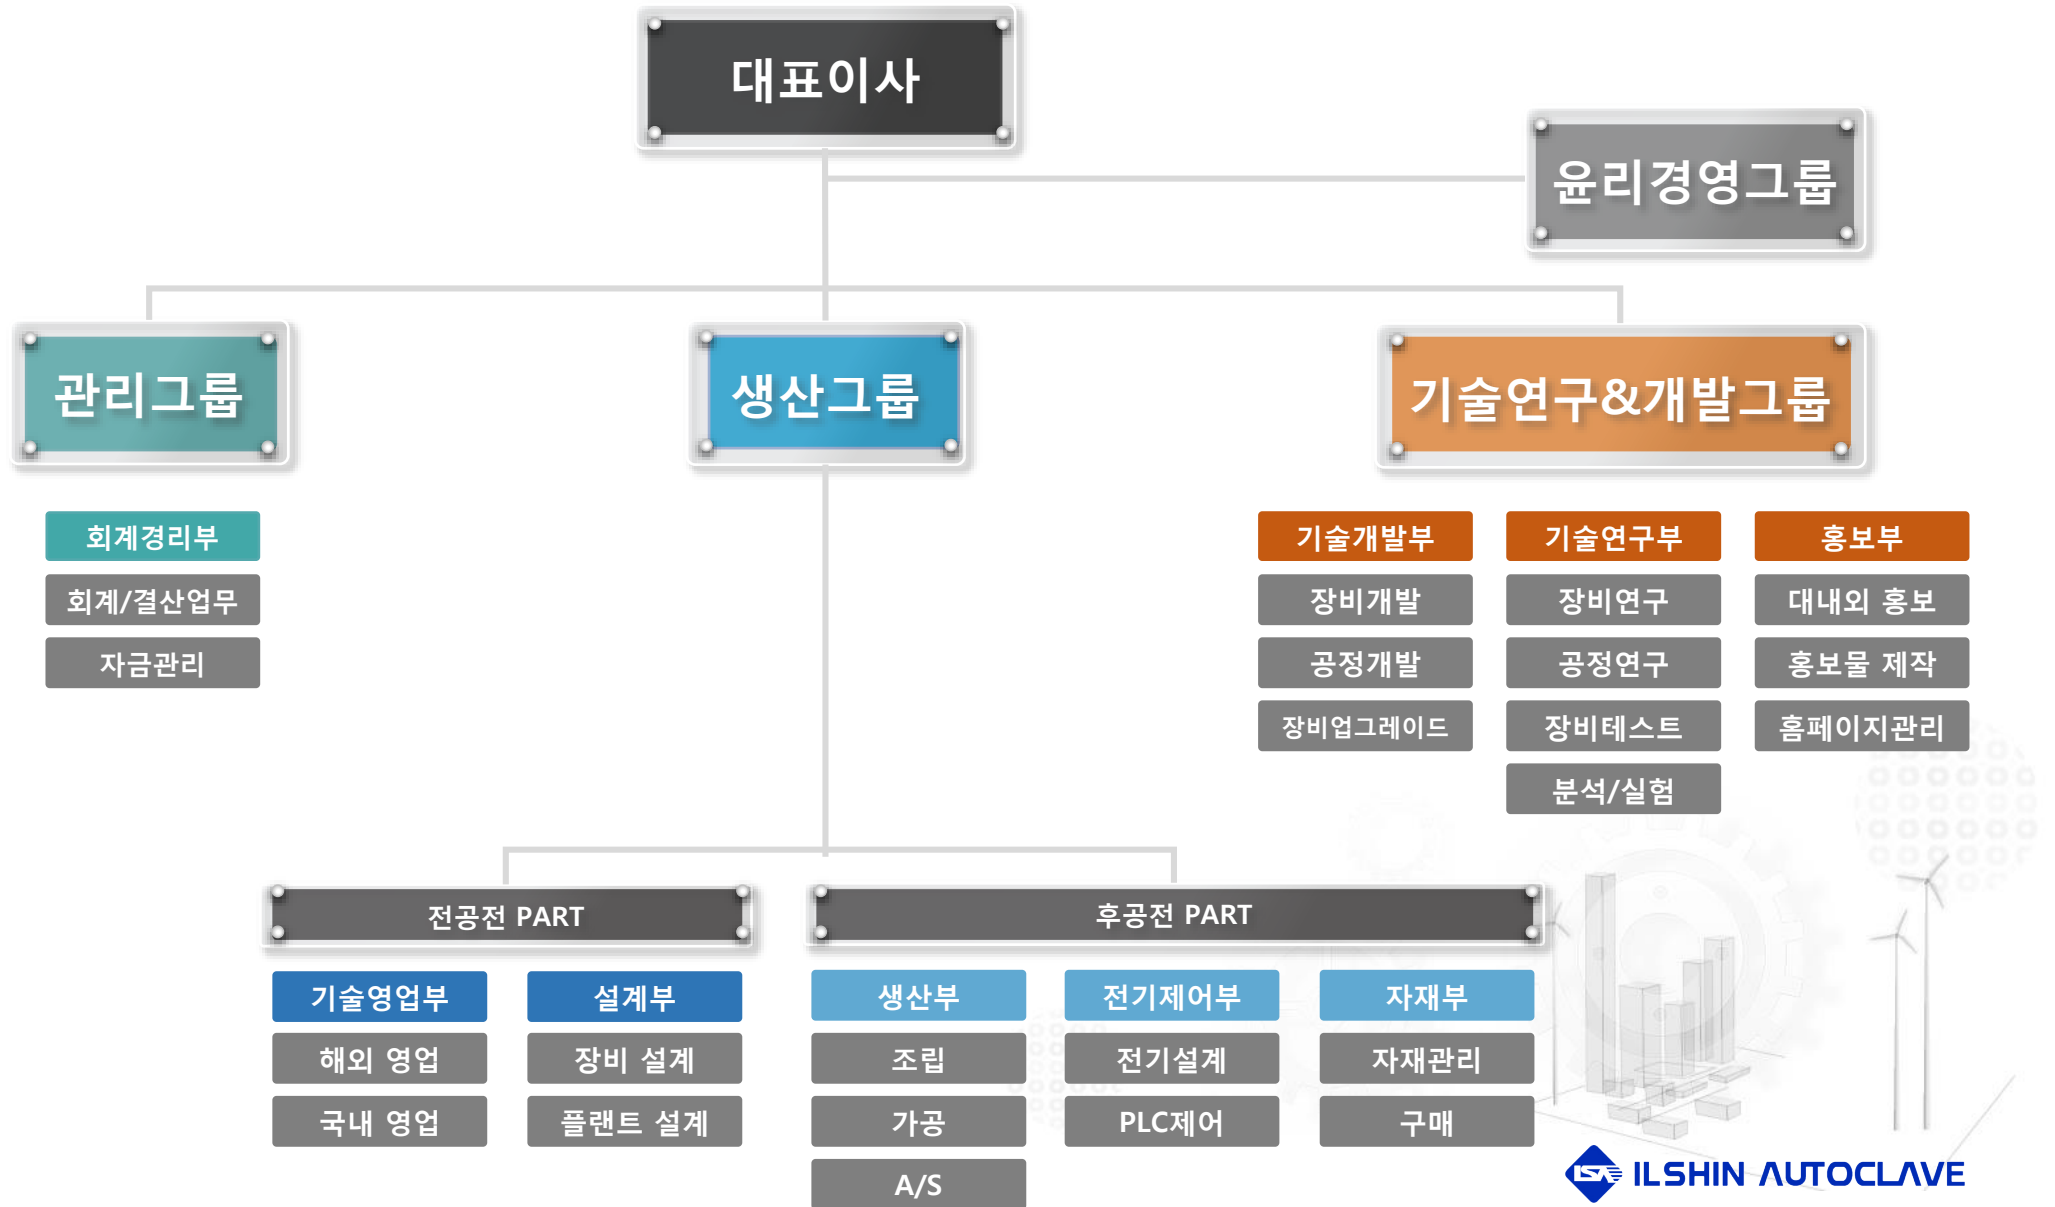 대표이사
윤리경영그룹
관리그룹
생산그룹
기술연구&개발그룹
회계경리부
회계/결산업무
자금관리
기술개발부
장비개발
공정개발
장비업그레이드
기술연구부
장비연구
공정연구
장비테스트
분석/실험
홍보부
대내외 홍보
홍보물 제작
홈페이지관리
전공전 PART
기술영업부
해외 영업
국내 영업
설계부
장비 설계
플랜트 설계
후공전 PART
생산부
조립
가공
A/S
전기제어부
전기설계
PLC제어
자재부
자재관리
구매
ISA ILSHIN AUTOCLAVE